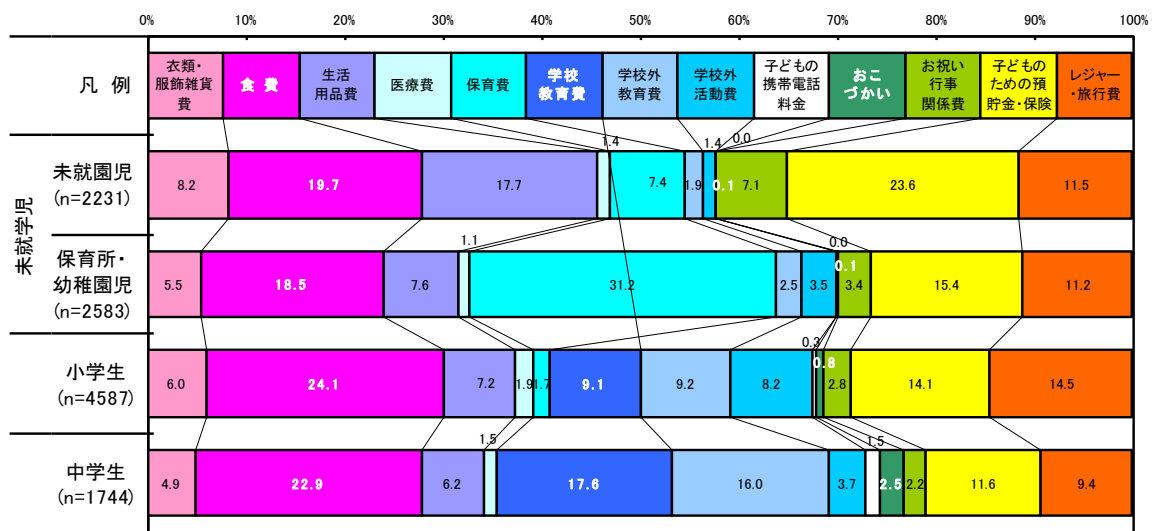 0% 10% 20% 30% 40% 50% 60% 70% 80% 90% 100%
凡 例
衣類・
服飾雑貨
費
食 費
生活
用品費
医療費
保育費
学校
教育費
学校外
教育費
学校外
活動費
子どもの
携帯電話
料金
おこ
づかい
お祝い
行事
関係費
子どもの
ための預
貯金・保険
レジャー
・旅行費
未就学児
未就園児
(n=2231)
8.2 19.7 17.7 1.4 7.4 1.9 1.4 0.0 0.1 7.1 23.6 11.5
保育所・
幼稚園児
(n=2583)
5.5 18.5 7.6 1.1 31.2 2.5 3.5 0.0 0.1 3.4 15.4 11.2
小学生
(n=4587)
6.0 24.1 7.2 1.9 1.7 9.1 9.2 8.2 0.3 0.8 2.8 14.1 14.5
中学生
(n=1744)
4.9 22.9 6.2 1.5 17.6 16.0 3.7 1.5 2.5 2.2 11.6 9.4